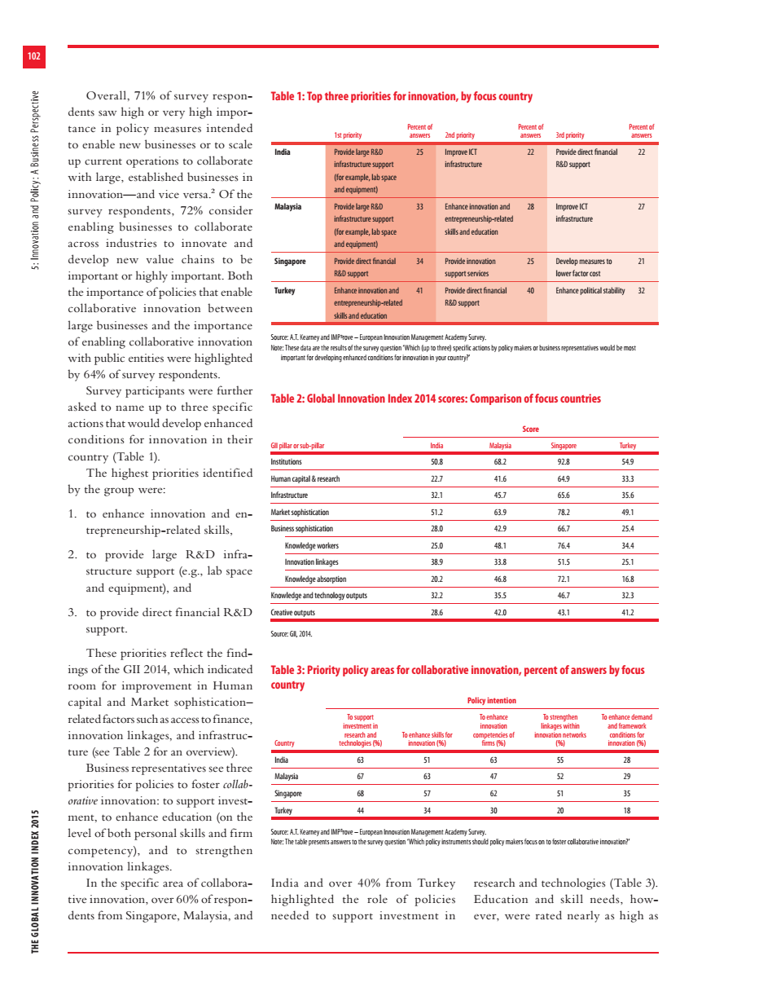 102
5: Innovation and Policy: A Business Perspective
THE GLOBAL INNOVATION INDEX 2015
Overall, 71% of survey respon-
dents saw high or very high impor-
tance in policy measures intended
to enable new businesses or to scale
up current operations to collaborate
with large, established businesses in
innovation—and vice versa.² Of the
survey respondents, 72% consider
enabling businesses to collaborate
across industries to innovate and
develop new value chains to be
important or highly important. Both
the importance of policies that enable
collaborative innovation between
large businesses and the importance
of enabling collaborative innovation
with public entities were highlighted
by 64% of survey respondents.
Survey participants were further
asked to name up to three specific
actions that would develop enhanced
conditions for innovation in their
country (Table 1).
The highest priorities identified
by the group were:
1. to enhance innovation and en-
trepreneurship-related skills,
2. to provide large R&D infra-
structure support (e.g., lab space
and equipment), and
3. to provide direct financial R&D
support.
These priorities reflect the find-
ings of the GII 2014, which indicated
room for improvement in Human
capital and Market sophistication–
related factors such as access to finance,
innovation linkages, and infrastruc-
ture (see Table 2 for an overview).
Business representatives see three
priorities for policies to foster collab-
orative innovation: to support invest-
ment, to enhance education (on the
level of both personal skills and firm
competency), and to strengthen
innovation linkages.
In the specific area of collabora-
tive innovation, over 60% of respon-
dents from Singapore, Malaysia, and
Table 1: Top three priorities for innovation, by focus country
1st priority Percent of answers 2nd priority Percent of answers 3rd priority Percent of answers
India Provide large R&D 25 Improve ICT 22 Provide direct financial 22
infrastructure support infrastructure R&D support
(for example, lab space
and equipment)
Malaysia Provide large R&D 33 Enhance innovation and 28 Improve ICT 27
infrastructure support entrepreneurship-related infrastructure
(for example, lab space skills and education
and equipment)
Singapore Provide direct financial 34 Provide innovation 25 Develop measures to 21
R&D support support services lower factor cost
Turkey Enhance innovation and 41 Provide direct financial 40 Enhance political stability 32
entrepreneurship-related R&D support
skills and education
Source: A.T. Kearney and IMP³rove – European Innovation Management Academy Survey.
Note: These data are the results of the survey question 'Which (up to three) specific actions by policy makers or business representatives would be most
important for developing enhanced conditions for innovation in your country?'
Table 2: Global Innovation Index 2014 scores: Comparison of focus countries
Score
GII pillar or sub-pillar India Malaysia Singapore Turkey
Institutions 50.8 68.2 92.8 54.9
Human capital & research 22.7 41.6 64.9 33.3
Infrastructure 32.1 45.7 65.6 35.6
Market sophistication 51.2 63.9 78.2 49.1
Business sophistication 28.0 42.9 66.7 25.4
Knowledge workers 25.0 48.1 76.4 34.4
Innovation linkages 38.9 33.8 51.5 25.1
Knowledge absorption 20.2 46.8 72.1 16.8
Knowledge and technology outputs 32.2 35.5 46.7 32.3
Creative outputs 28.6 42.0 43.1 41.2
Source: GII, 2014.
Table 3: Priority policy areas for collaborative innovation, percent of answers by focus
country
Policy intention
To support To enhance To strengthen To enhance demand
investment in innovation linkages within and framework
research and To enhance skills for competencies of innovation networks conditions for
Country technologies (%) innovation (%) firms (%) (%) innovation (%)
India 63 51 63 55 28
Malaysia 67 63 47 52 29
Singapore 68 57 62 51 35
Turkey 44 34 30 20 18
Source: A.T. Kearney and IMP³rove – European Innovation Management Academy Survey.
Note: The table presents answers to the survey question 'Which policy instruments should policy makers focus on to foster collaborative innovation?'
India and over 40% from Turkey
highlighted the role of policies
needed to support investment in
research and technologies (Table 3).
Education and skill needs, how-
ever, were rated nearly as high as